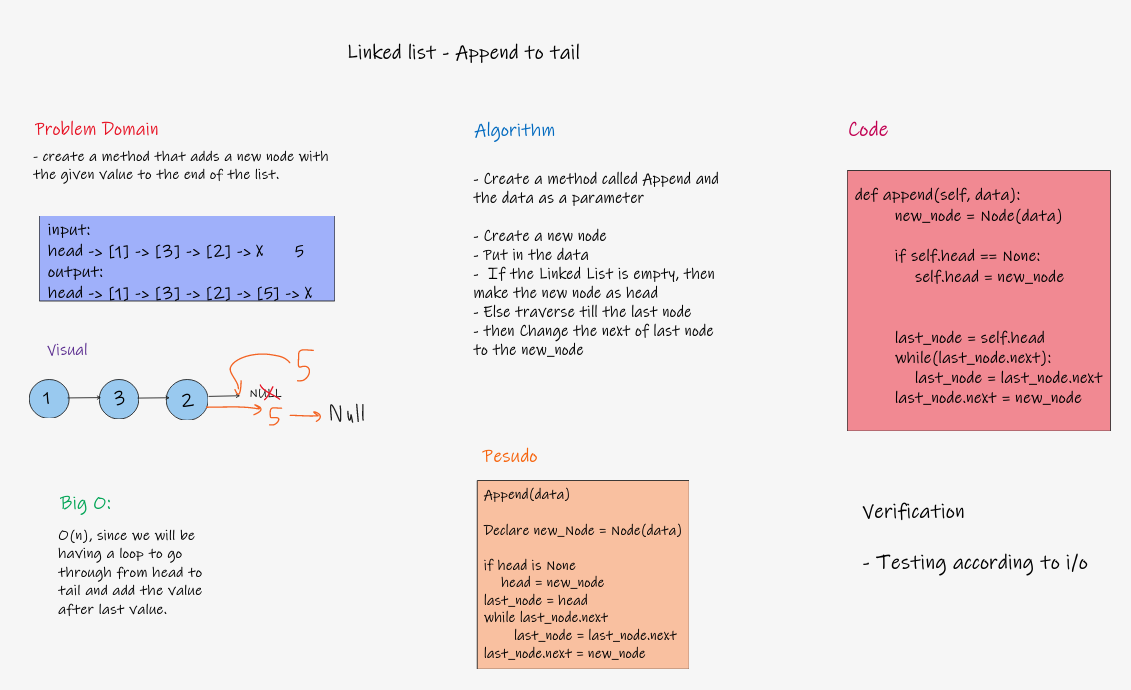 Linked list - Append to tail
Problem Domain
- create a method that adds a new node with
the given value to the end of the list.
input:
head -> [1] -> [3] -> [2] -> X 5
output:
head -> [1] -> [3] -> [2] -> [5] -> X
Visual
5
1 3 2 NULL
5 Null
Big O:
O(n), since we will be
having a loop to go
through from head to
tail and add the value
after last value.
Algorithm
- Create a method called Append and
the data as a parameter
- Create a new node
- Put in the data
- If the Linked List is empty, then
make the new node as head
- Else traverse till the last node
- then Change the next of last node
to the new_node
Pesudo
Append(data)
Declare new_Node = Node(data)
if head is None
head = new_node
last_node = head
while last_node.next
last_node = last_node.next
last_node.next = new_node
Code
def append(self, data):
new_node = Node(data)
if self.head == None:
self.head = new_node
last_node = self.head
while(last_node.next):
last_node = last_node.next
last_node.next = new_node
Verification
- Testing according to i/o